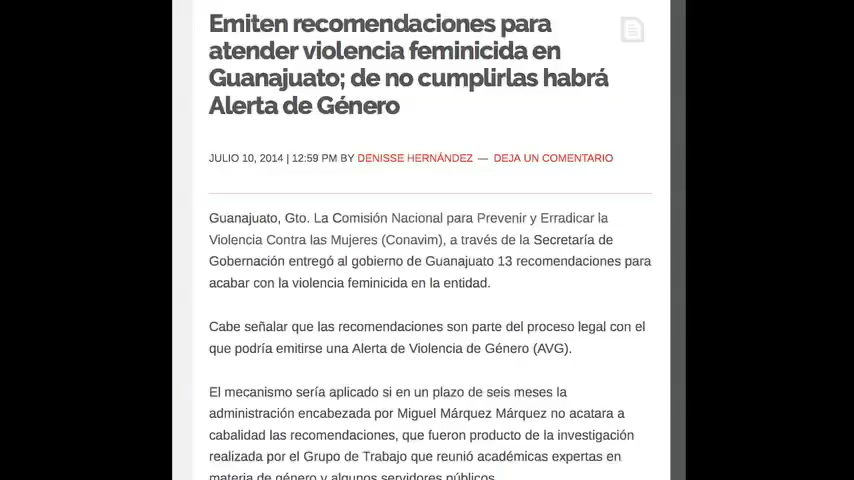 Emiten recomendaciones para
atender violencia feminicida en
Guanajuato; de no cumplirlas habrá
Alerta de Género
JULIO 10, 2014 | 12:59 PM BY DENISSE HERNÁNDEZ — DEJA UN COMENTARIO
Guanajuato, Gto. La Comisión Nacional para Prevenir y Erradicar la
Violencia Contra las Mujeres (Conavim), a través de la Secretaría de
Gobernación entregó al gobierno de Guanajuato 13 recomendaciones para
acabar con la violencia feminicida en la entidad.
Cabe señalar que las recomendaciones son parte del proceso legal con el
que podría emitirse una Alerta de Violencia de Género (AVG).
El mecanismo sería aplicado si en un plazo de seis meses la
administración encabezada por Miguel Márquez Márquez no acatara a
cabalidad las recomendaciones, que fueron producto de la investigación
realizada por el Grupo de Trabajo que reunió académicas expertas en
materia de género y algunos servidores públicos.